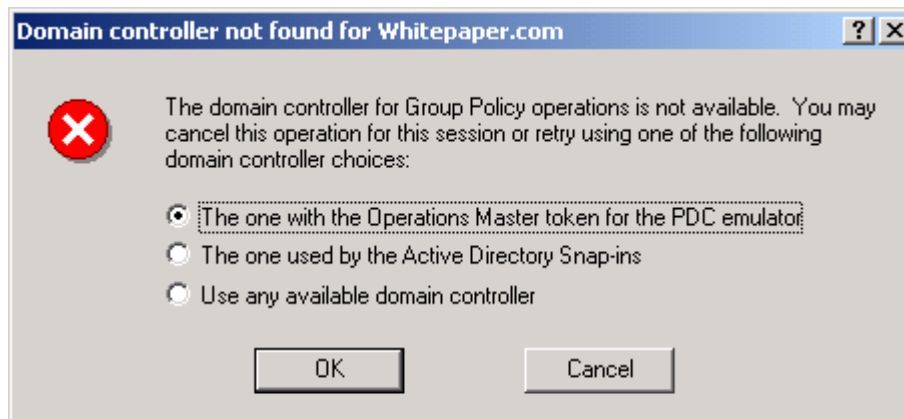 Domain controller not found for Whitepaper.com
The domain controller for Group Policy operations is not available.  You may
cancel this operation for this session or retry using one of the following
domain controller choices:
The one with the Operations Master token for the PDC emulator
The one used by the Active Directory Snap-ins
Use any available domain controller
OK
Cancel